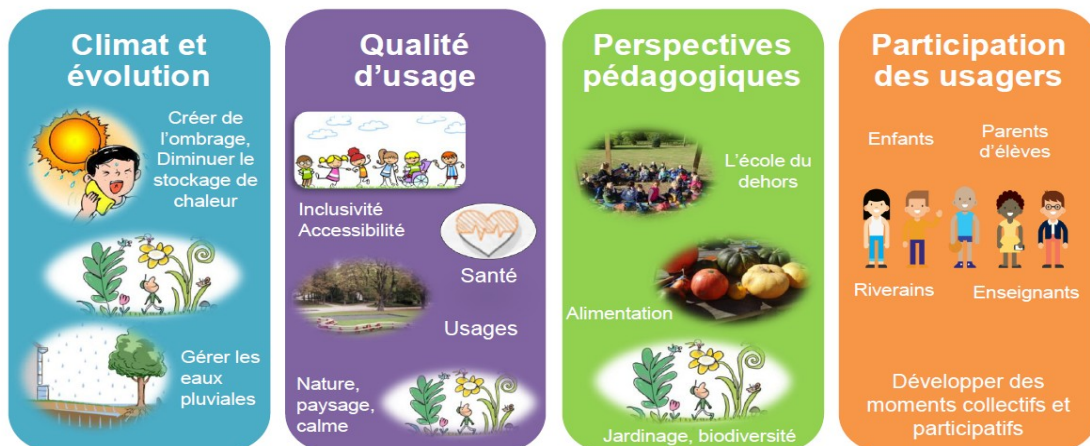 Climat et
évolution
Créer de
l'ombrage,
Diminuer le
stockage de
chaleur
Gérer les
eaux
pluviales
Qualité
d'usage
Inclusivité
Accessibilité
Santé
Usages
Nature,
paysage,
calme
Perspectives
pédagogiques
L'école du
dehors
Alimentation
Jardinage, biodiversité
Participation
des usagers
Enfants
Parents
d'élèves
Riverains
Enseignants
Développer des
moments collectifs et
participatifs